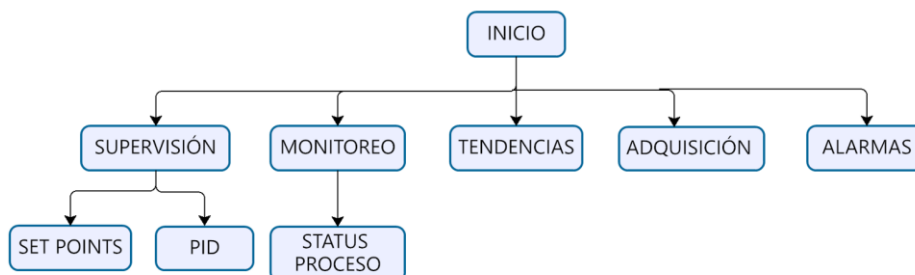 INICIO
SUPERVISIÓN
MONITOREO
TENDENCIAS
ADQUISICIÓN
ALARMAS
SET POINTS
PID
STATUS
PROCESO